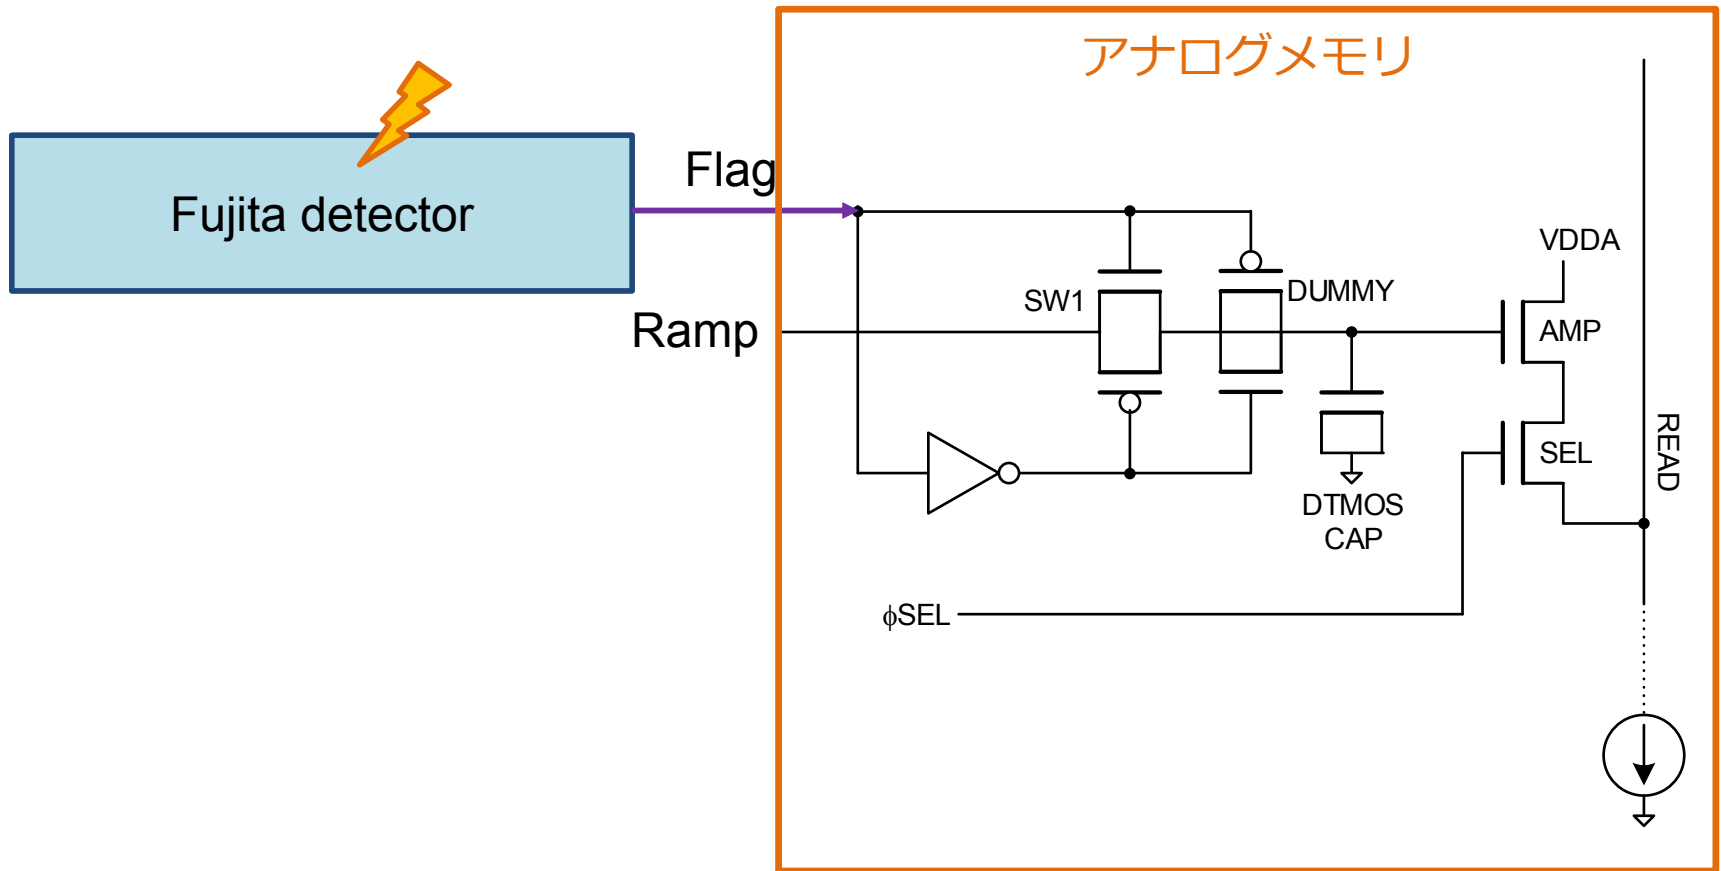 アナログメモリ
Flag
Fujita detector
VDDA
SW1
DUMMY
Ramp
AMP
READ
SEL
DTMOS
CAP
ϕSEL